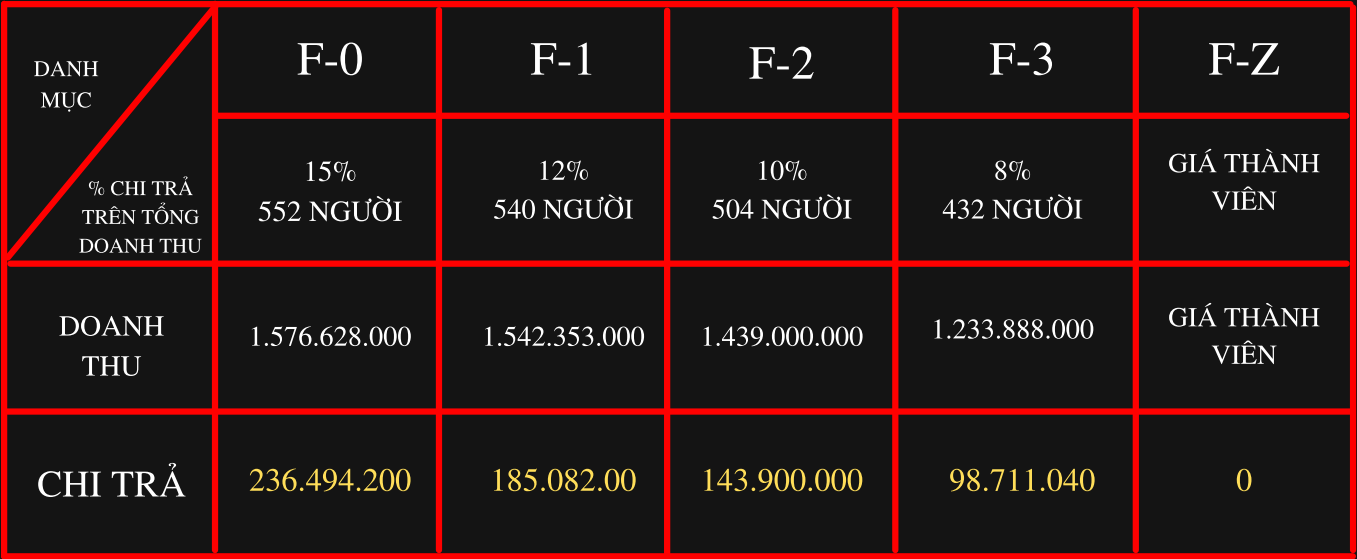 DANH
MỤC
% CHI TRẢ
TRÊN TỔNG
DOANH THU
F-0
F-1
F-2
F-3
F-Z
15%
552 NGƯỜI
12%
540 NGƯỜI
10%
504 NGƯỜI
8%
432 NGƯỜI
GIÁ THÀNH
VIÊN
DOANH
THU
1.576.628.000
1.542.353.000
1.439.000.000
1.233.888.000
GIÁ THÀNH
VIÊN
CHI TRẢ
236.494.200
185.082.00
143.900.000
98.711.040
0